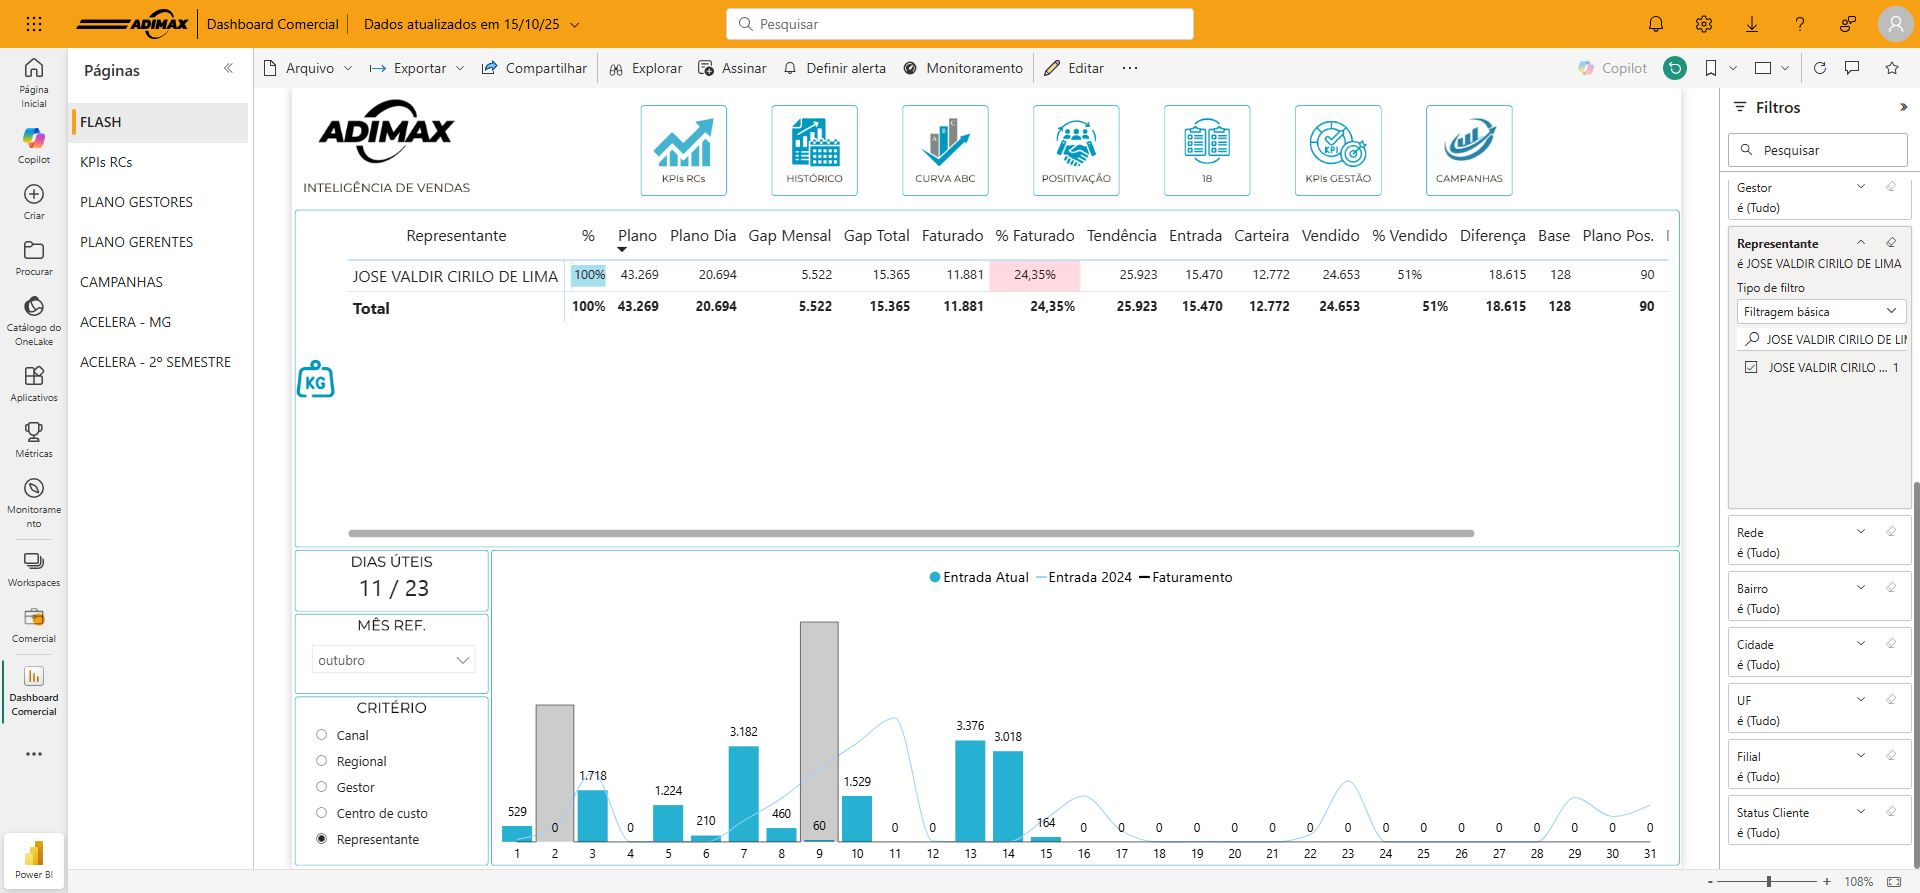 ADIMAX
Dashboard Comercial
Dados atualizados em 15/10/25
Pesquisar
Página Inicial
Copilot
Criar
Procurar
Catálogo do OneLake
Aplicativos
Métricas
Monitoramento
Workspaces
Comercial
Dashboard Comercial
Power BI
Páginas
FLASH
KPIs RCs
PLANO GESTORES
PLANO GERENTES
CAMPANHAS
ACELERA - MG
ACELERA - 2º SEMESTRE
Arquivo
Exportar
Compartilhar
Explorar
Assinar
Definir alerta
Monitoramento
Editar
Copilot
ADIMAX
INTELIGÊNCIA DE VENDAS
KPIs RCs
HISTÓRICO
A B C
CURVA ABC
POSITIVAÇÃO
18
KPI
KPIs GESTÃO
CAMPANHAS
Representante % Plano Plano Dia Gap Mensal Gap Total Faturado % Faturado Tendência Entrada Carteira Vendido % Vendido Diferença Base Plano Pos.
JOSE VALDIR CIRILO DE LIMA 100% 43.269 20.694 5.522 15.365 11.881 24,35% 25.923 15.470 12.772 24.653 51% 18.615 128 90
Total 100% 43.269 20.694 5.522 15.365 11.881 24,35% 25.923 15.470 12.772 24.653 51% 18.615 128 90
KG
DIAS ÚTEIS
11 / 23
MÊS REF.
outubro
CRITÉRIO
Canal
Regional
Gestor
Centro de custo
Representante
Entrada Atual Entrada 2024 Faturamento
529 0 1.718 0 1.224 210 3.182 460 60 1.529 0 0 3.376 3.018 164 0 0 0 0 0 0 0 0 0 0 0 0 0 0 0 0
1 2 3 4 5 6 7 8 9 10 11 12 13 14 15 16 17 18 19 20 21 22 23 24 25 26 27 28 29 30 31
Filtros
Pesquisar
Gestor
é (Tudo)
Representante
é JOSE VALDIR CIRILO DE LIMA
Tipo de filtro
Filtragem básica
JOSE VALDIR CIRILO DE LI
JOSE VALDIR CIRILO ... 1
Rede
é (Tudo)
Bairro
é (Tudo)
Cidade
é (Tudo)
UF
é (Tudo)
Filial
é (Tudo)
Status Cliente
é (Tudo)
- + 108%